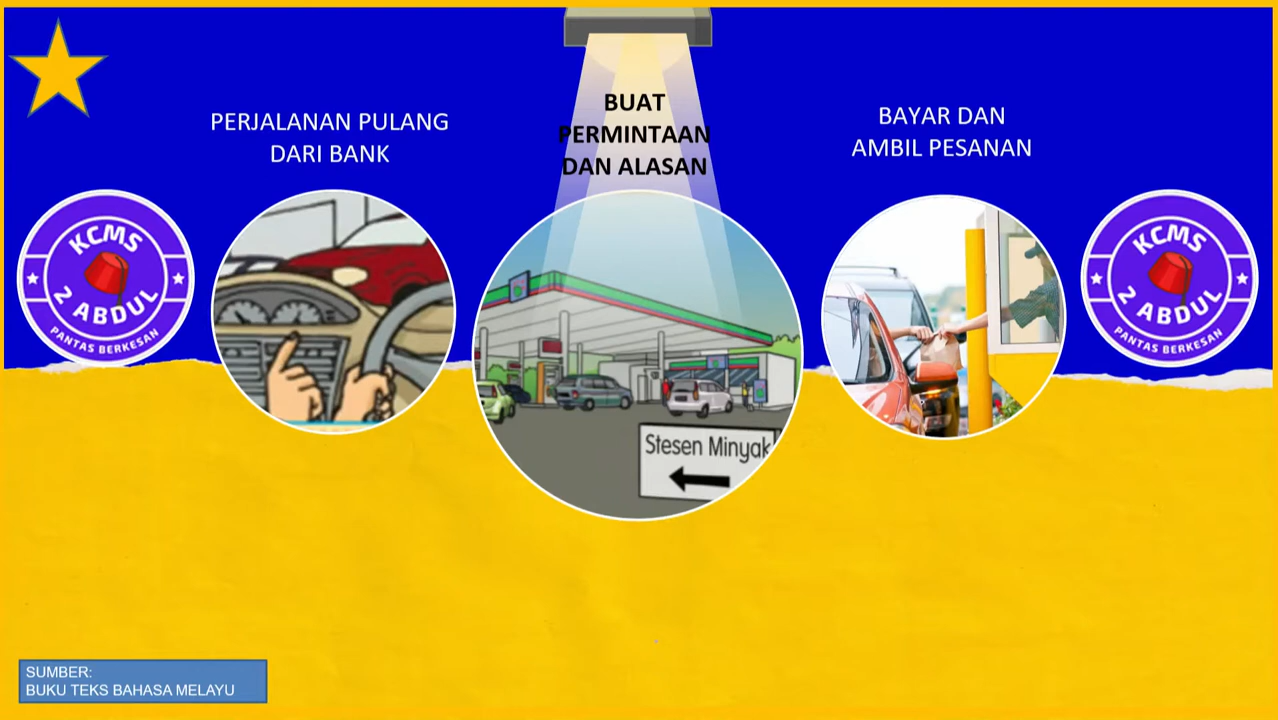 PERJALANAN PULANG
DARI BANK
BUAT
PERMINTAAN
DAN ALASAN
BAYAR DAN
AMBIL PESANAN
KCMS
2 ABDUL
PANTAS BERKESAN
Stesen Minyak
KCMS
2 ABDUL
PANTAS BERKESAN
SUMBER:
BUKU TEKS BAHASA MELAYU